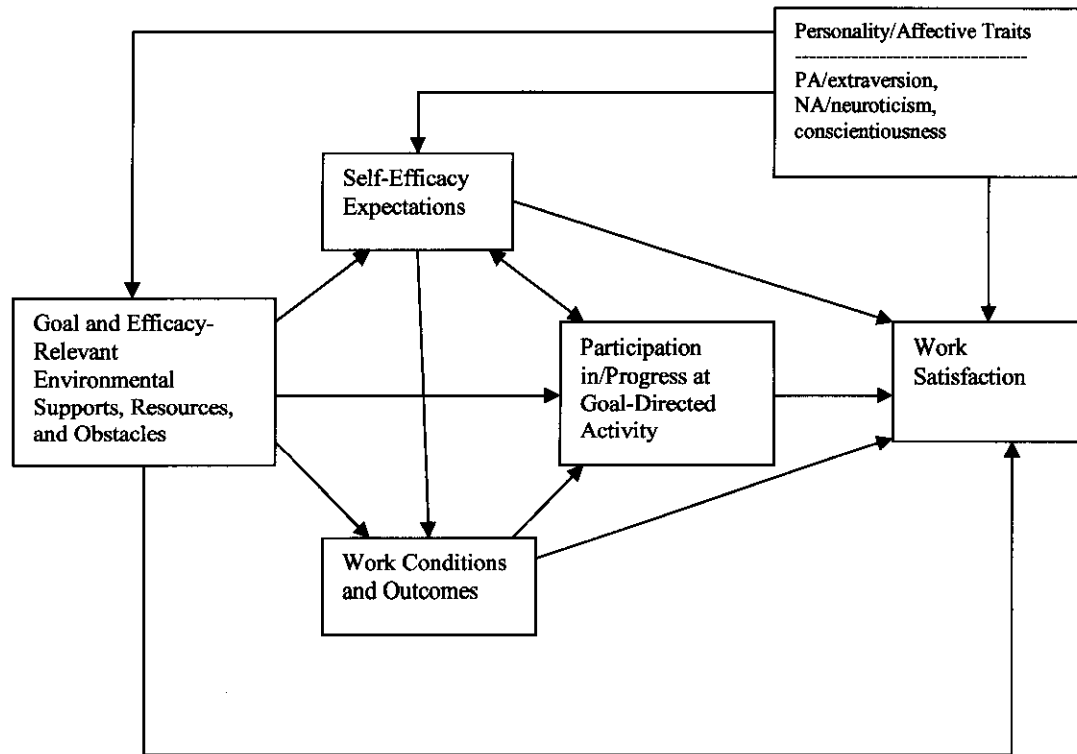 Personality/Affective Traits
--------------------------------
PA/extraversion,
NA/neuroticism,
conscientiousness
Self-Efficacy
Expectations
Goal and Efficacy-
Relevant
Environmental
Supports, Resources,
and Obstacles
Participation
in/Progress at
Goal-Directed
Activity
Work
Satisfaction
Work Conditions
and Outcomes